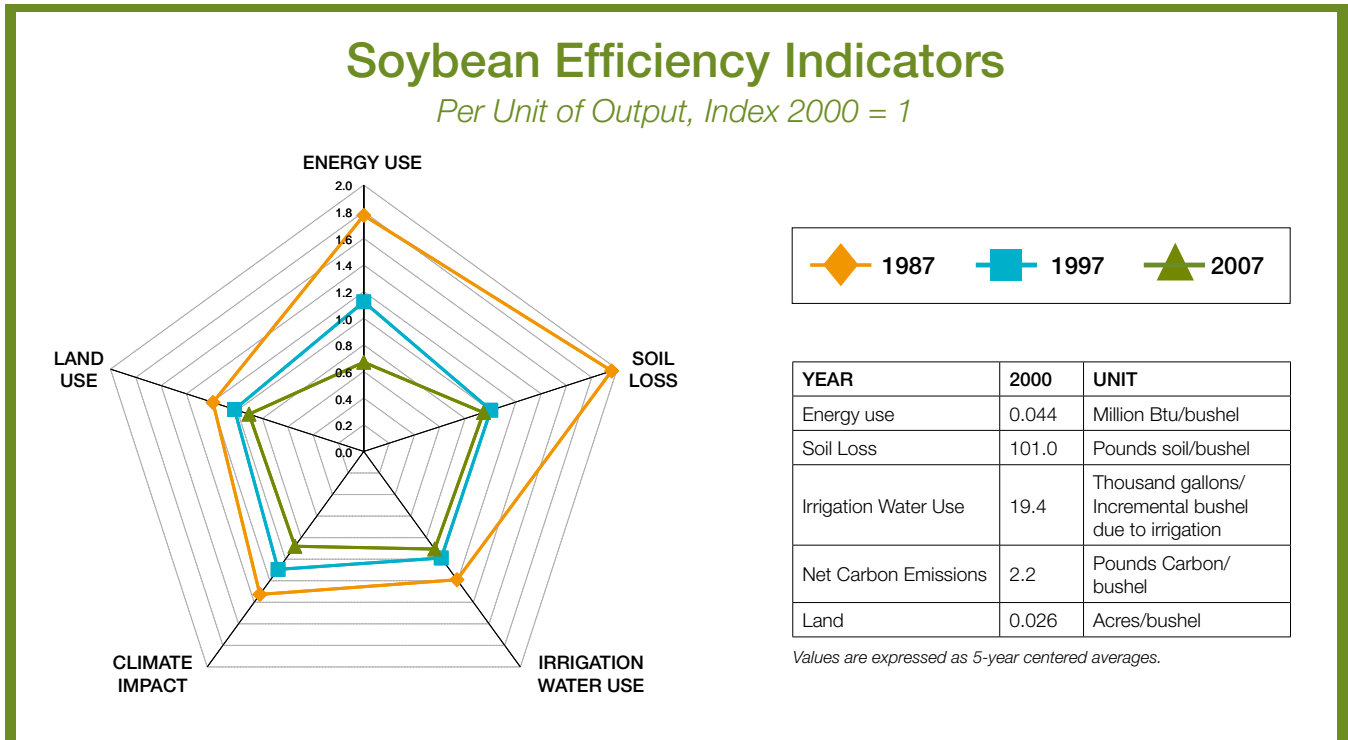 Soybean Efficiency Indicators
Per Unit of Output, Index 2000 = 1
ENERGY USE
2.0
1.8
1.6
1.4
1.2
1.0
0.8
0.6
0.4
0.2
0.0
LAND
USE
SOIL
LOSS
CLIMATE
IMPACT
IRRIGATION
WATER USE
1987 1997 2007
YEAR 2000 UNIT
Energy use 0.044 Million Btu/bushel
Soil Loss 101.0 Pounds soil/bushel
Irrigation Water Use 19.4 Thousand gallons/
Incremental bushel
due to irrigation
Net Carbon Emissions 2.2 Pounds Carbon/
bushel
Land 0.026 Acres/bushel
Values are expressed as 5-year centered averages.